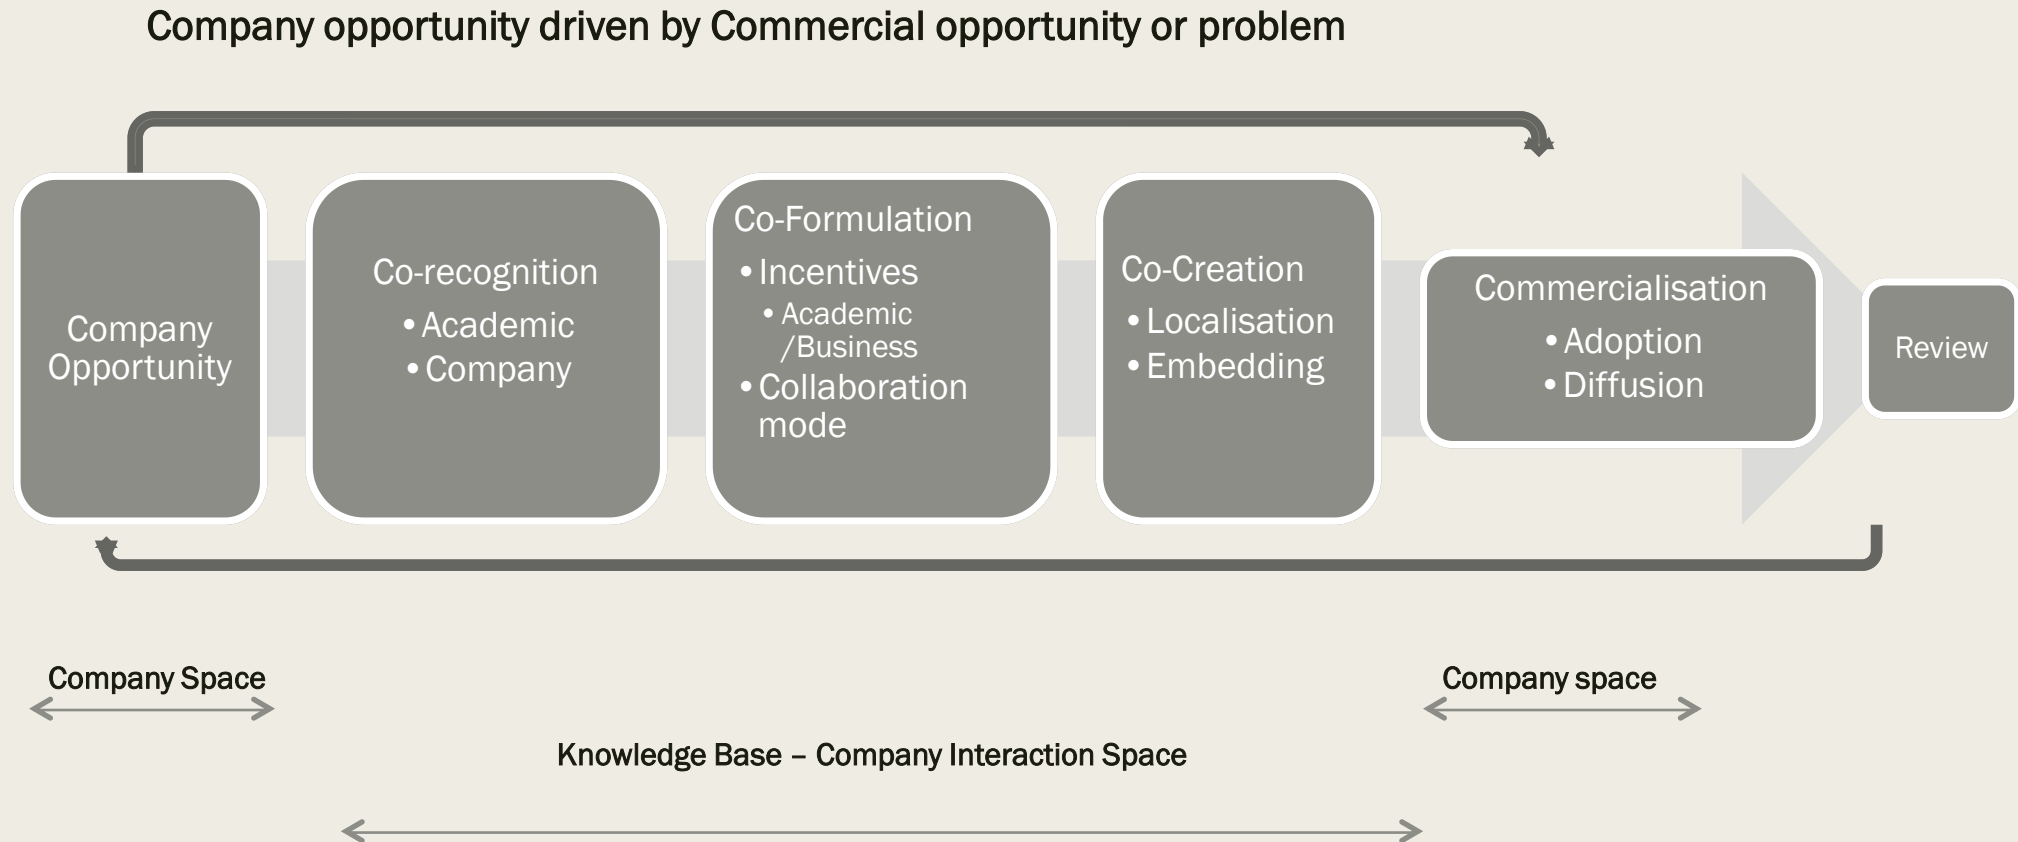 Company opportunity driven by Commercial opportunity or problem
Company
Opportunity
Co-recognition
•Academic
•Company
Co-Formulation
•Incentives
•Academic
/Business
•Collaboration
mode
Co-Creation
•Localisation
•Embedding
Commercialisation
•Adoption
•Diffusion
Review
Company Space
Company space
Knowledge Base – Company Interaction Space